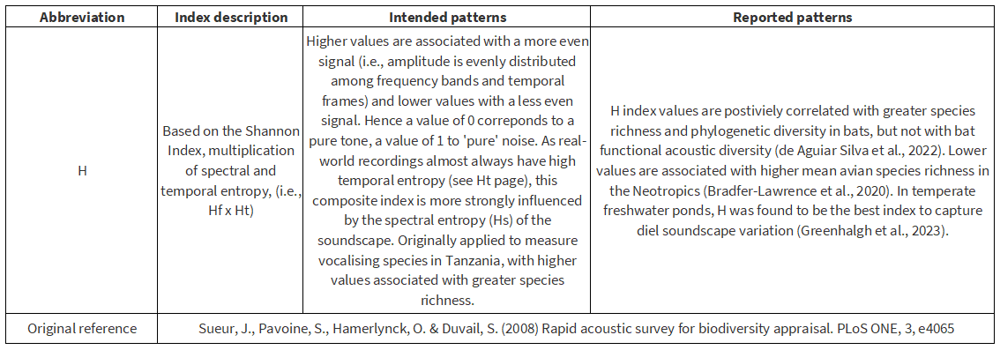 Abbreviation
Index description
Intended patterns
Reported patterns
H
Based on the Shannon
Index, multiplication
of spectral and
temporal entropy, (i.e.,
Hf x Ht)
Higher values are associated with a more even
signal (i.e., amplitude is evenly distributed
among frequency bands and temporal
frames) and lower values with a less even
signal. Hence a value of 0 correponds to a
pure tone, a value of 1 to 'pure' noise. As real-
world recordings almost always have high
temporal entropy (see Ht page), this
composite index is more strongly influenced
by the spectral entropy (Hs) of the
soundscape. Originally applied to measure
vocalising species in Tanzania, with higher
values associated with greater species
richness.
H index values are postiviely correlated with greater species
richness and phylogenetic diversity in bats, but not with bat
functional acoustic diversity (de Aguiar Silva et al., 2022). Lower
values are associated with higher mean avian species richness in
the Neotropics (Bradfer-Lawrence et al., 2020). In temperate
freshwater ponds, H was found to be the best index to capture
diel soundscape variation (Greenhalgh et al., 2023).
Original reference
Sueur, J., Pavoine, S., Hamerlynck, O. & Duvail, S. (2008) Rapid acoustic survey for biodiversity appraisal. PLoS ONE, 3, e4065